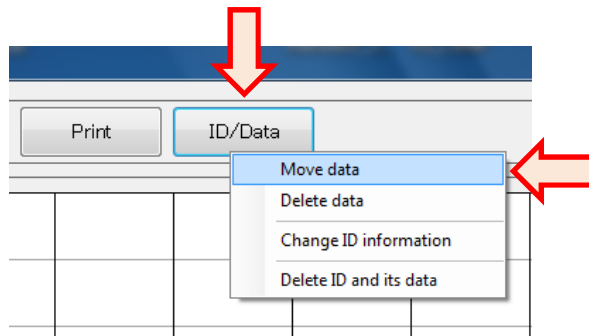 Print
ID/Data
Move data
Delete data
Change ID information
Delete ID and its data